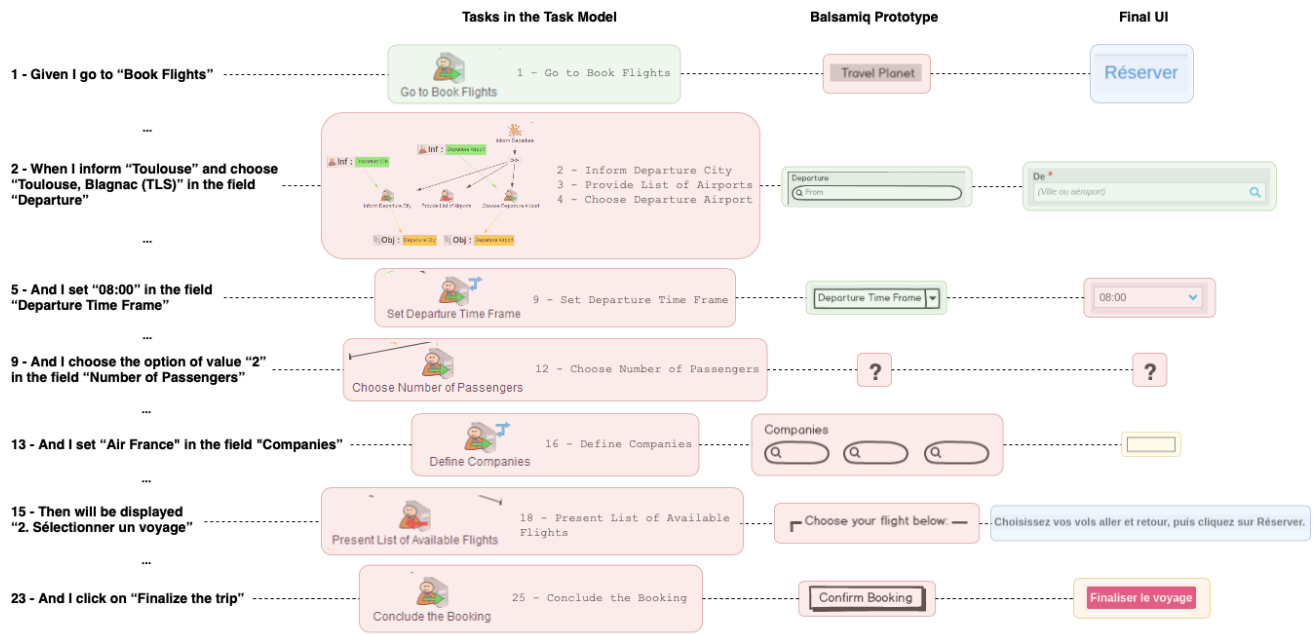 Tasks in the Task Model
Balsamiq Prototype
Final UI
1 - Given I go to “Book Flights”
Go to Book Flights
1 - Go to Book Flights
Travel Planet
Réserver
...
2 - When I inform “Toulouse” and choose
“Toulouse, Blagnac (TLS)” in the field
“Departure”
Inform Departure
Inf : Departure City
Inf : Departure Airport
>>
Inform Departure City
Provide List of Airports
Choose Departure Airport
Obj : Departure City
Obj : Departure Airport
2 - Inform Departure City
3 - Provide List of Airports
4 - Choose Departure Airport
Departure
From
De *
(Ville ou aéroport)
...
5 - And I set “08:00” in the field
“Departure Time Frame”
Set Departure Time Frame
9 - Set Departure Time Frame
Departure Time Frame
08:00
...
9 - And I choose the option of value “2”
in the field “Number of Passengers”
Choose Number of Passengers
12 - Choose Number of Passengers
?
?
...
13 - And I set “Air France" in the field "Companies”
Define Companies
16 - Define Companies
Companies
...
15 - Then will be displayed
“2. Sélectionner un voyage”
Present List of Available Flights
18 - Present List of Available
Flights
Choose your flight below:
Choisissez vos vols aller et retour, puis cliquez sur Réserver.
...
23 - And I click on “Finalize the trip”
Conclude the Booking
25 - Conclude the Booking
Confirm Booking
Finaliser le voyage